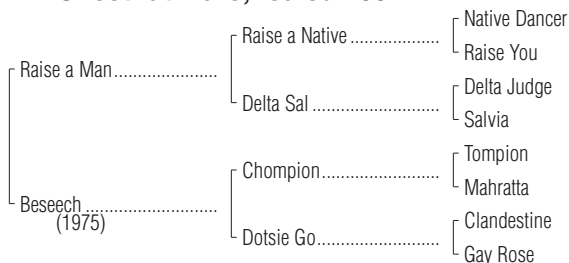 Native Dancer
Raise a Native
Raise You
Raise a Man
Delta Judge
Delta Sal
Salvia
Tompion
Chompion
Mahratta
Beseech
(1975)
Clandestine
Dotsie Go
Gay Rose